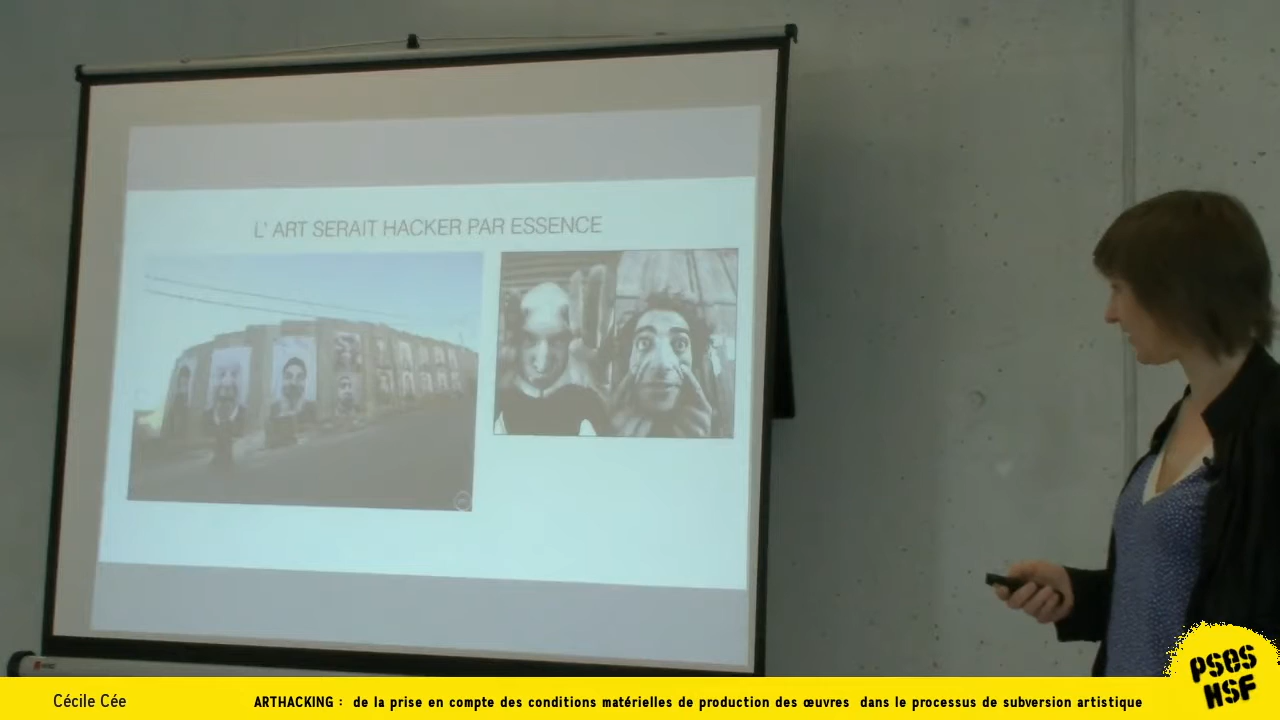 L' ART SERAIT HACKER PAR ESSENCE
Cécile Cée
ARTHACKING : de la prise en compte des conditions matérielles de production des œuvres dans le processus de subversion artistique
PSES
HSF